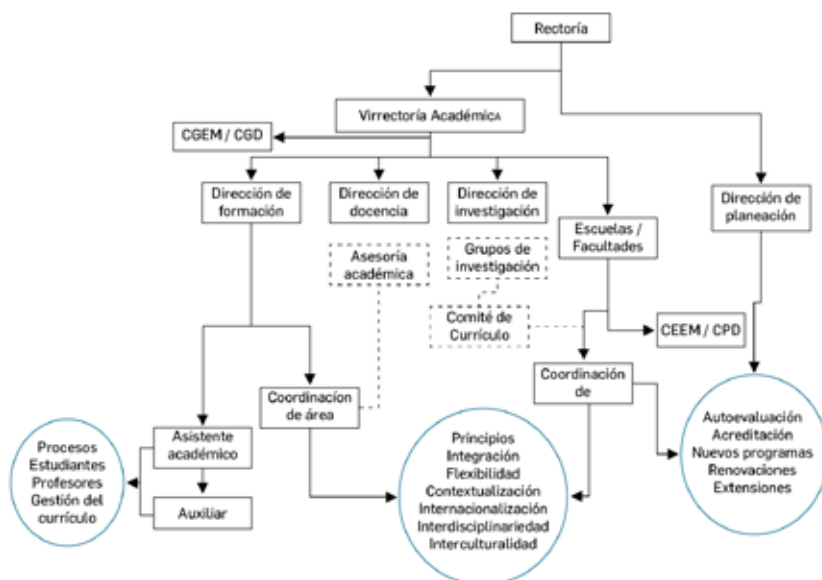 Rectoría
Virrectoría AcadémicA
CGEM / CGD
Dirección de
formación
Dirección de
docencia
Dirección de
investigación
Dirección de
planeación
Escuelas /
Facultades
Asesoría
académica
Grupos de
investigación
Comité de
Currículo
CEEM / CPD
Coordinacíon
de área
Coordinación
de
Asistente
académico
Auxiliar
Procesos
Estudiantes
Profesores
Gestión del
currículo
Principios
Integración
Flexibilidad
Contextualización
Internacionalización
Interdisciplinariedad
Interculturalidad
Autoevaluación
Acreditación
Nuevos programas
Renovaciones
Extensiones